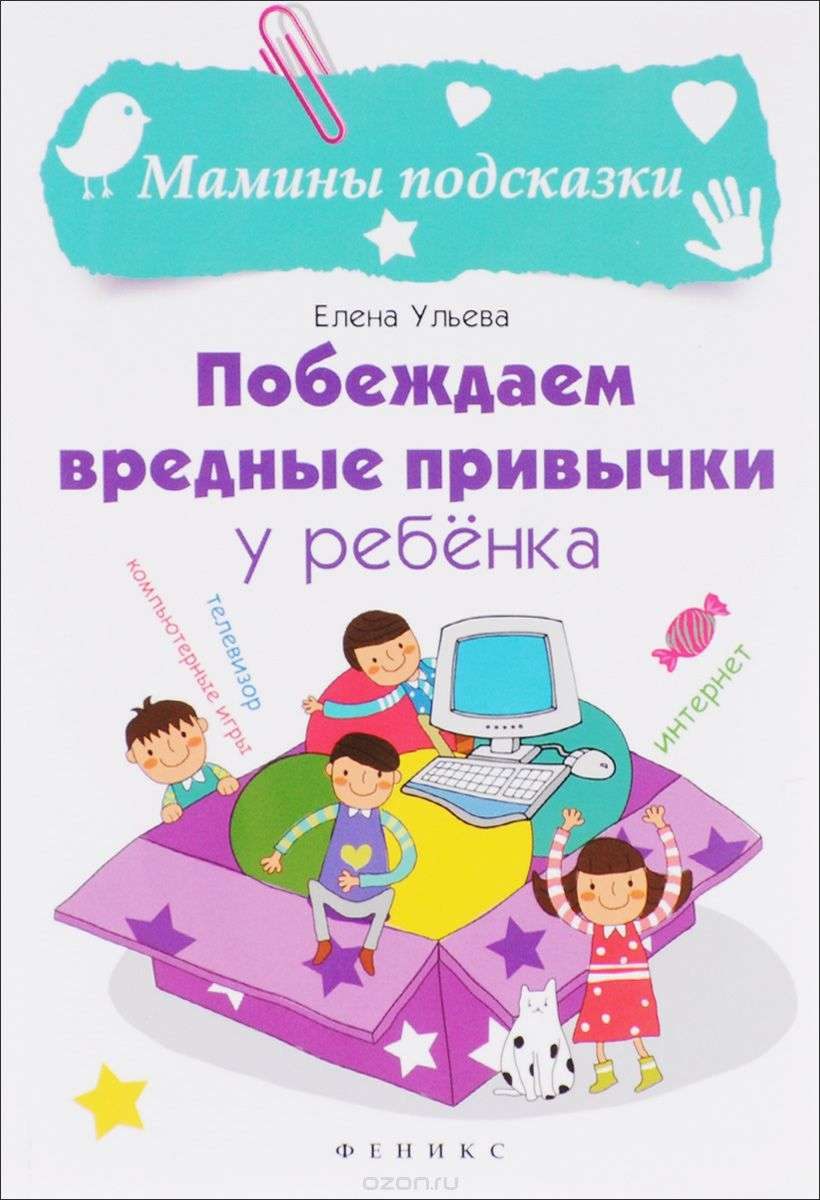 Мамины подсказки
Елена Ульева
Побеждаем
вредные привычки
у ребёнка
компьютерные игры
телевизор
интернет
ФЕНИКС
ozon.ru